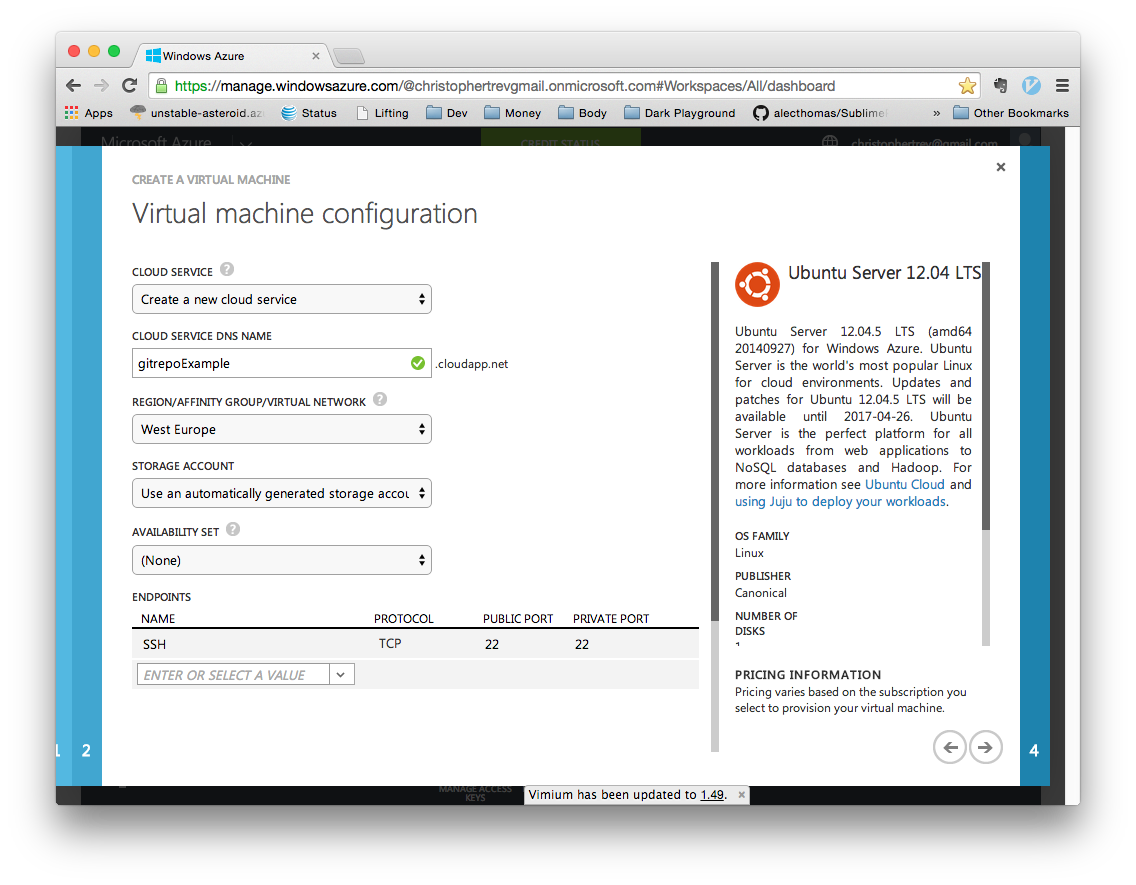 Windows Azure
https://manage.windowsazure.com/@christophertrevgmail.onmicrosoft.com#Workspaces/All/dashboard
Apps unstable-asteroid.az Status Lifting Dev Money Body Dark Playground alecthomas/Sublime » Other Bookmarks
Microsoft Azure CREDIT STATUS christophertrev@gmail.com
CREATE A VIRTUAL MACHINE
Virtual machine configuration
CLOUD SERVICE ?
Create a new cloud service
CLOUD SERVICE DNS NAME
gitrepoExample .cloudapp.net
REGION/AFFINITY GROUP/VIRTUAL NETWORK ?
West Europe
STORAGE ACCOUNT
Use an automatically generated storage accou
AVAILABILITY SET ?
(None)
ENDPOINTS
NAME PROTOCOL PUBLIC PORT PRIVATE PORT
SSH TCP 22 22
ENTER OR SELECT A VALUE
Ubuntu Server 12.04 LTS
Ubuntu Server 12.04.5 LTS (amd64
20140927) for Windows Azure. Ubuntu
Server is the world's most popular Linux
for cloud environments. Updates and
patches for Ubuntu 12.04.5 LTS will be
available until 2017-04-26. Ubuntu
Server is the perfect platform for all
workloads from web applications to
NoSQL databases and Hadoop. For
more information see Ubuntu Cloud and
using Juju to deploy your workloads.
OS FAMILY
Linux
PUBLISHER
Canonical
NUMBER OF
DISKS
1
PRICING INFORMATION
Pricing varies based on the subscription you
select to provision your virtual machine.
1 2 4
MANAGE ACCESS
KEYS
Vimium has been updated to 1.49. ×